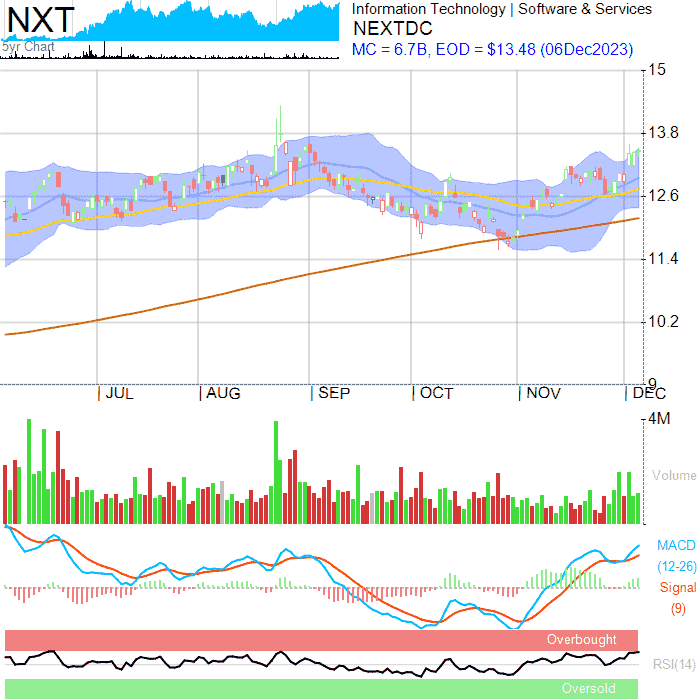 NXT
5yr Chart
Information Technology | Software & Services
NEXTDC
MC = 6.7B, EOD = $13.48 (06Dec2023)
15
13.8
12.6
11.4
10.2
9
| JUL | AUG | SEP | OCT | NOV | DEC
4M
Volume
MACD
(12-26)
Signal
(9)
Overbought
RSI(14)
Oversold